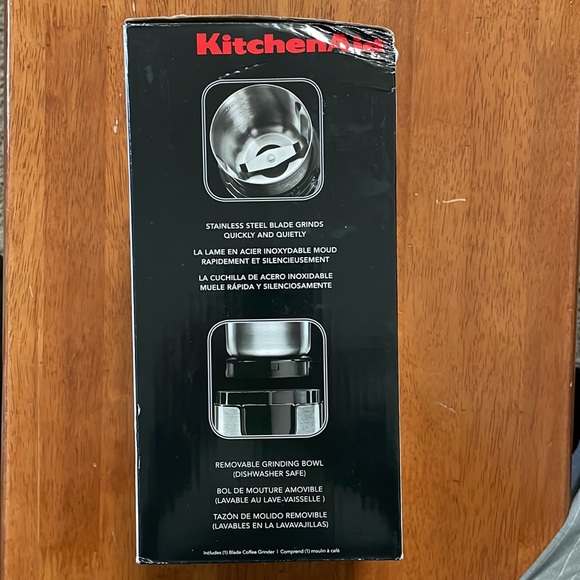 KitchenAid
STAINLESS STEEL BLADE GRINDS
QUICKLY AND QUIETLY
LA LAME EN ACIER INOXYDABLE MOUD
RAPIDEMENT ET SILENCIEUSEMENT
LA CUCHILLA DE ACERO INOXIDABLE
MUELE RÁPIDA Y SILENCIOSAMENTE
REMOVABLE GRINDING BOWL
(DISHWASHER SAFE)
BOL DE MOUTURE AMOVIBLE
(LAVABLE AU LAVE-VAISSELLE )
TAZÓN DE MOLIDO REMOVIBLE
(LAVABLES EN LA LAVAVAJILLAS)
Includes (1) Blade Coffee Grinder | Comprend (1) moulin à café